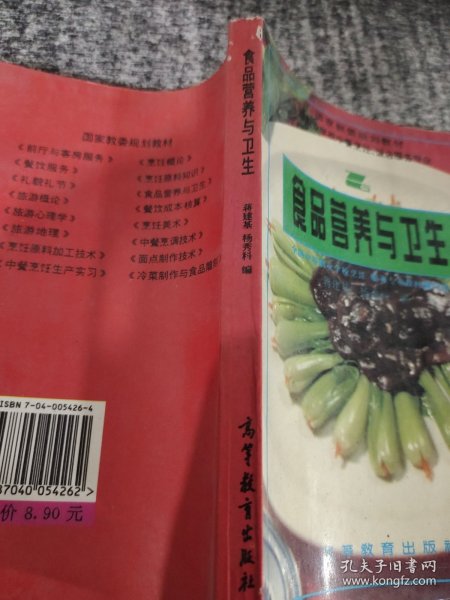 国家教委规划教材
《前厅与客房服务》
《餐饮服务》
《礼貌礼节》
《旅游概论》
《旅游心理学》
《旅游地理》
《烹饪原料加工技术》
《中餐烹饪生产实习》
《烹饪概论》
《烹饪原料知识》
《食品营养与卫生》
《餐饮成本核算》
《烹饪美术》
《中餐烹调技术》
《面点制作技术》
《冷菜制作与食品雕刻
ISBN 7-04-005426-4
87040 054262>
价 8.90 元
食品营养与卫生
蒋建基 杨秀科 编
高等教育出版社
食品营养与卫生
等教育出版
孔夫子旧书网